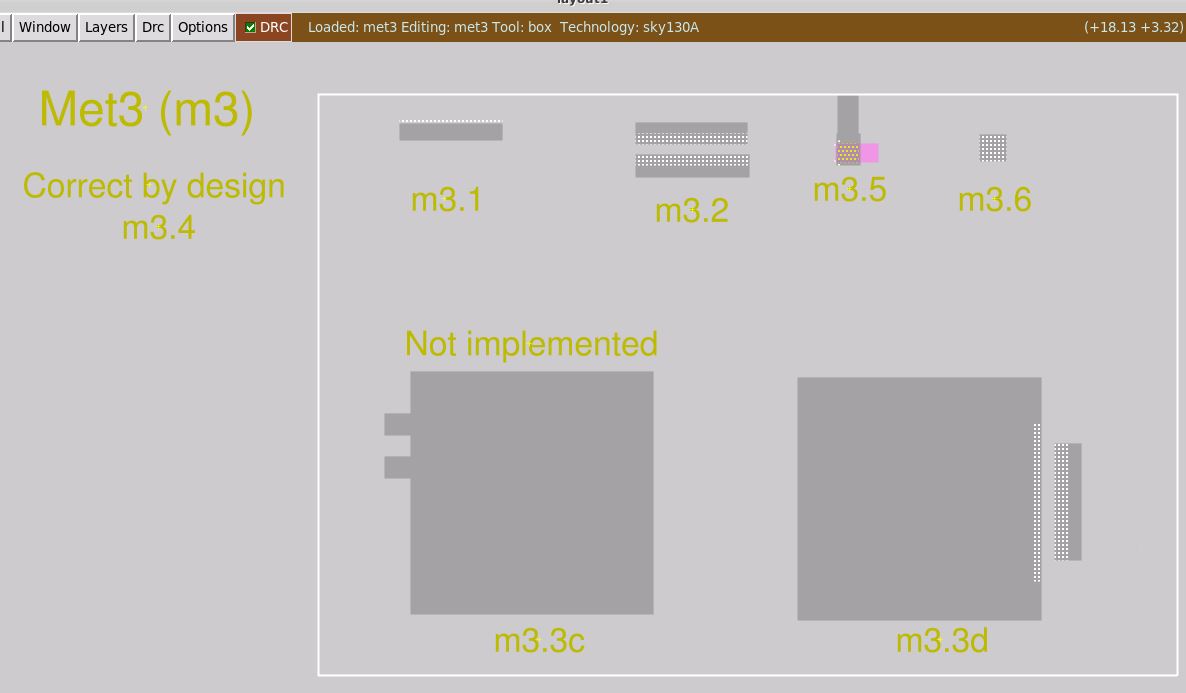 layout1
l Window Layers Drc Options DRC Loaded: met3 Editing: met3 Tool: box Technology: sky130A (+18.13 +3.32)
Met3 (m3)
Correct by design
m3.4
m3.1
m3.2
m3.5
m3.6
Not implemented
m3.3c
m3.3d